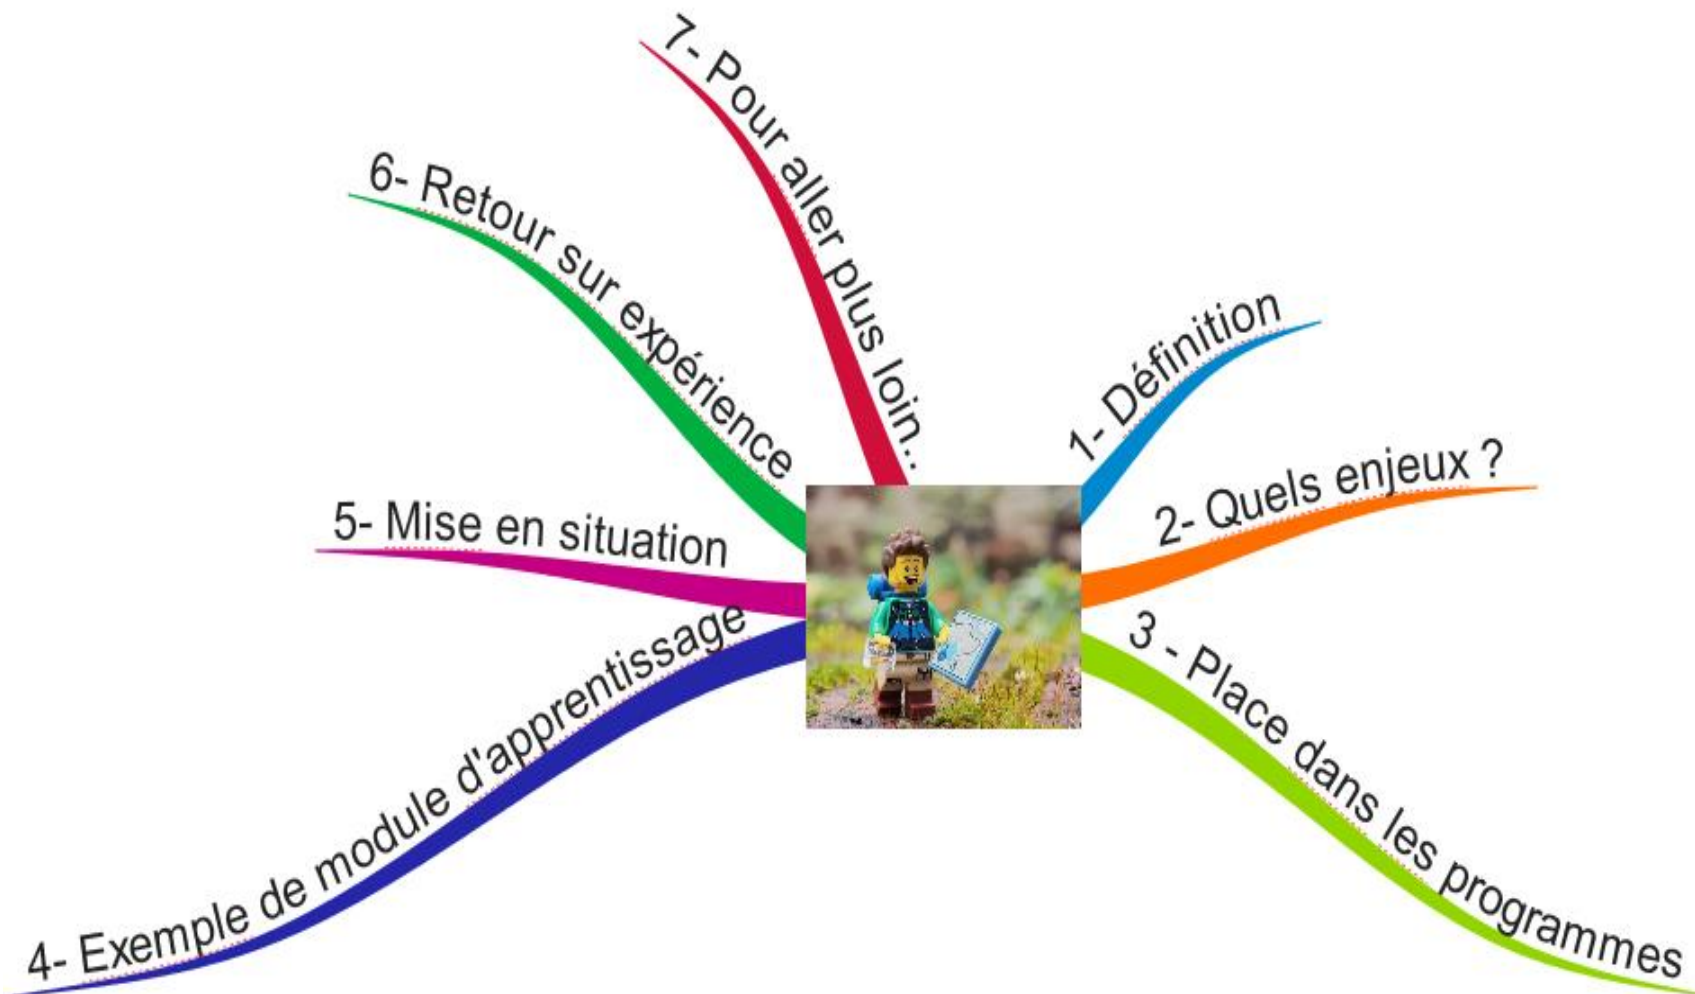 1- Définition
2- Quels enjeux ?
3 - Place dans les programmes
4- Exemple de module d'apprentissage
5- Mise en situation
6- Retour sur expérience
7- Pour aller plus loin..